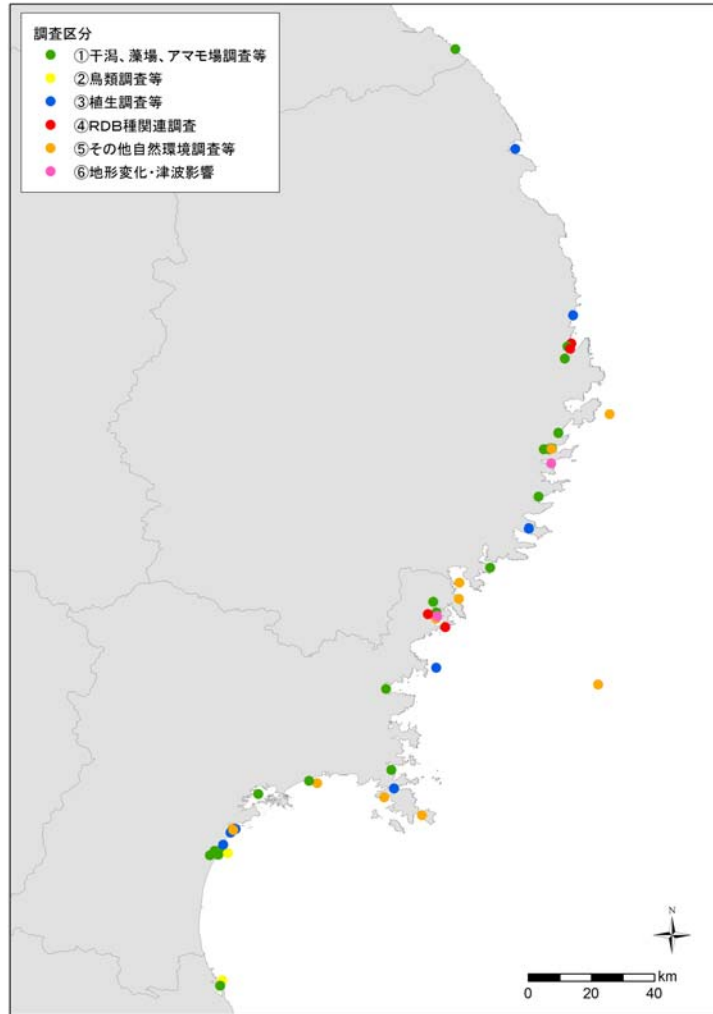 調査区分
①干潟、藻場、アマモ場調査等
②鳥類調査等
③植生調査等
④RDB種関連調査
⑤その他自然環境調査等
⑥地形変化・津波影響
N
km
0 20 40